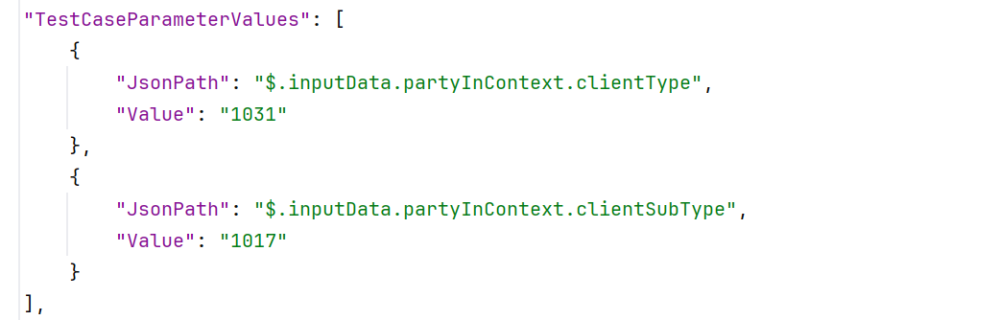 "TestCaseParameterValues": [
    {
        "JsonPath": "$.inputData.partyInContext.clientType",
        "Value": "1031"
    },
    {
        "JsonPath": "$.inputData.partyInContext.clientSubType",
        "Value": "1017"
    }
],